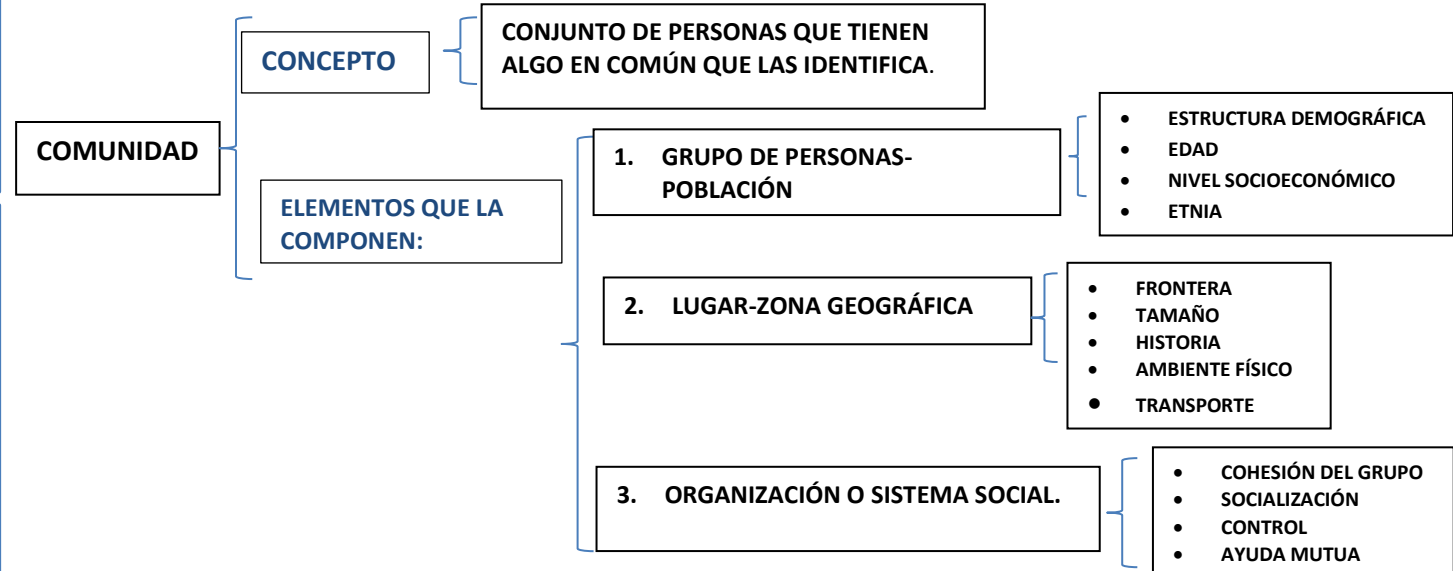 COMUNIDAD
CONCEPTO
CONJUNTO DE PERSONAS QUE TIENEN
ALGO EN COMÚN QUE LAS IDENTIFICA.
ELEMENTOS QUE LA
COMPONEN:
1. GRUPO DE PERSONAS-
POBLACIÓN
• ESTRUCTURA DEMOGRÁFICA
• EDAD
• NIVEL SOCIOECONÓMICO
• ETNIA
2. LUGAR-ZONA GEOGRÁFICA
• FRONTERA
• TAMAÑO
• HISTORIA
• AMBIENTE FÍSICO
• TRANSPORTE
3. ORGANIZACIÓN O SISTEMA SOCIAL.
• COHESIÓN DEL GRUPO
• SOCIALIZACIÓN
• CONTROL
• AYUDA MUTUA